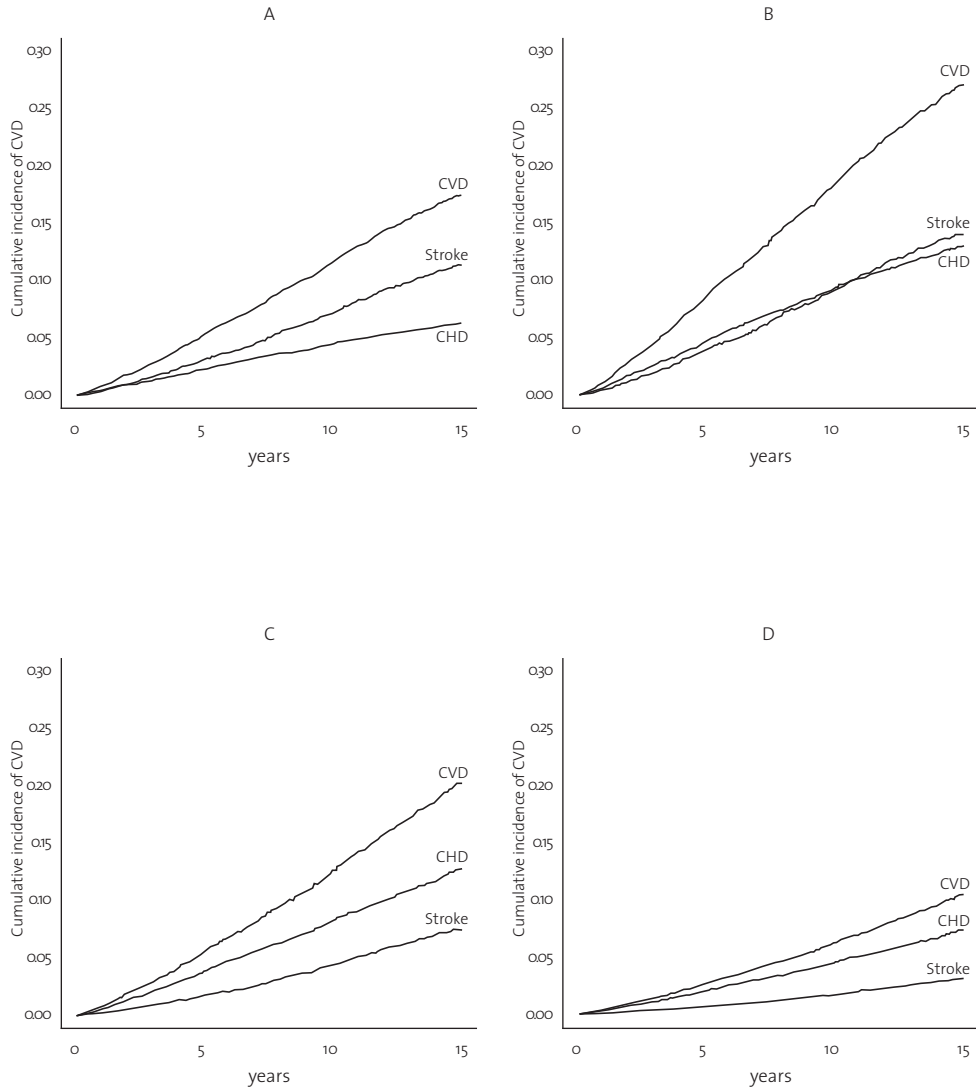 A
Cumulative incidence of CVD
0.30
0.25
0.20
0.15
0.10
0.05
0.00
CVD
Stroke
CHD
0 5 10 15
years
B
Cumulative incidence of CVD
0.30
0.25
0.20
0.15
0.10
0.05
0.00
CVD
Stroke
CHD
0 5 10 15
years
C
Cumulative incidence of CVD
0.30
0.25
0.20
0.15
0.10
0.05
0.00
CVD
CHD
Stroke
0 5 10 15
years
D
Cumulative incidence of CVD
0.30
0.25
0.20
0.15
0.10
0.05
0.00
CVD
CHD
Stroke
0 5 10 15
years